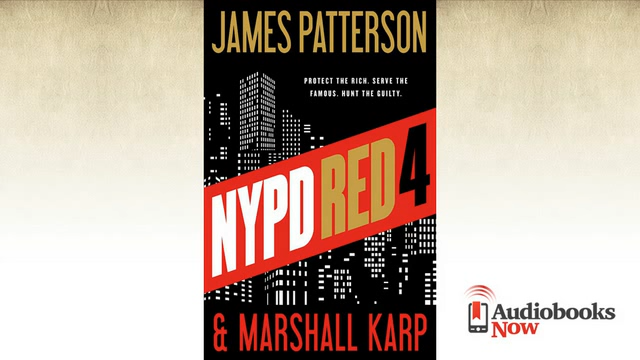 JAMES PATTERSON
PROTECT THE RICH. SERVE THE
FAMOUS. HUNT THE GUILTY.
NYPD RED 4
& MARSHALL KARP
Audiobooks
Now